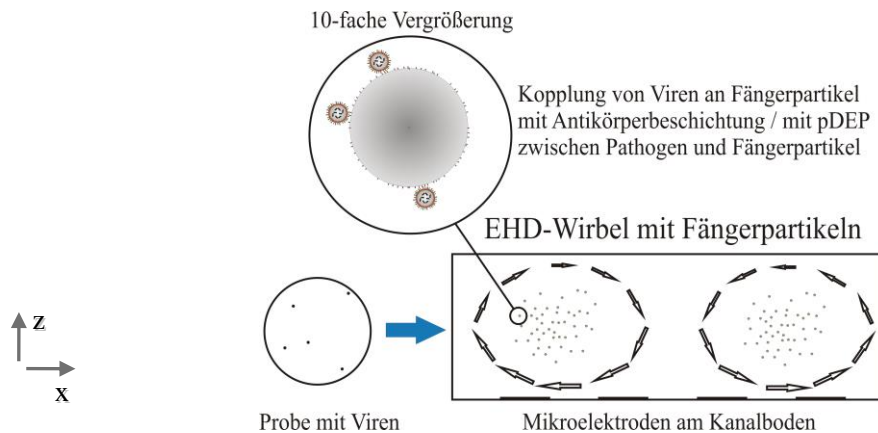 10-fache Vergrößerung
Kopplung von Viren an Fängerpartikel
mit Antikörperbeschichtung / mit pDEP
zwischen Pathogen und Fängerpartikel
EHD-Wirbel mit Fängerpartikeln
Z
X
Probe mit Viren
Mikroelektroden am Kanalboden